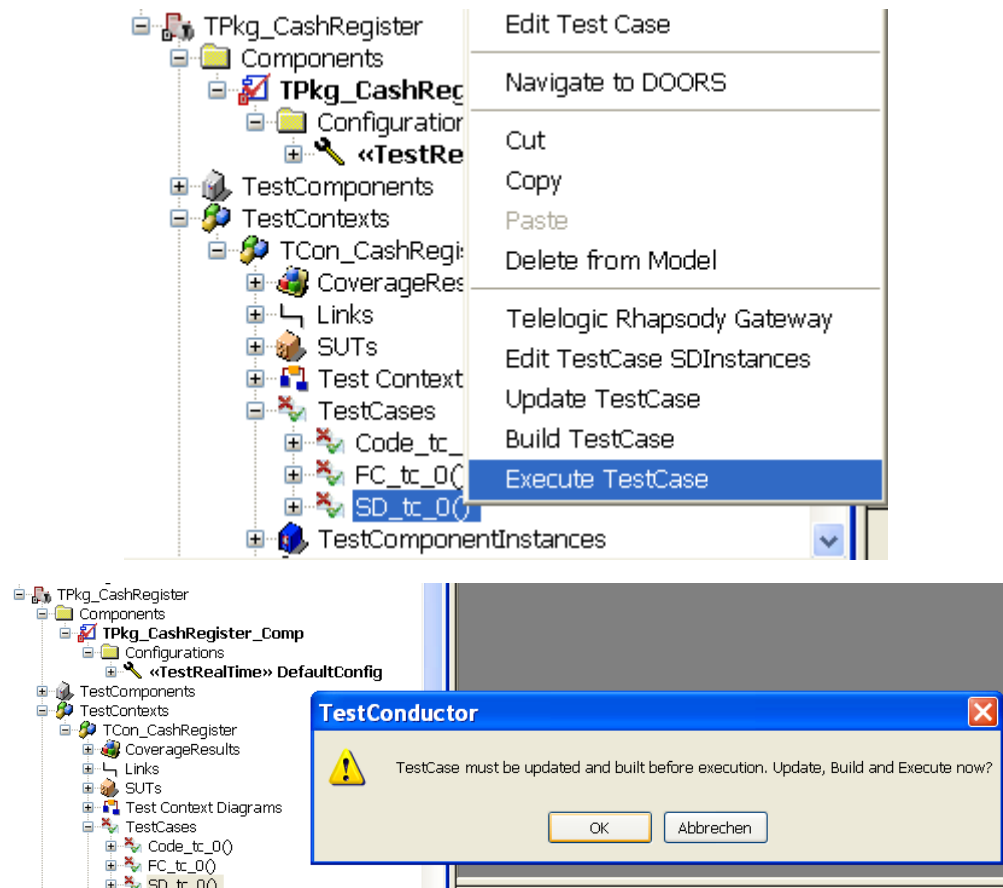 TPkg_CashRegister
Components
TPkg_CashReg
Configuration
«TestRe
TestComponents
TestContexts
TCon_CashRegis
CoverageRes
Links
SUTs
Test Context
TestCases
Code_tc_
FC_tc_0()
SD_tc_0()
TestComponentInstances
Edit Test Case
Navigate to DOORS
Cut
Copy
Paste
Delete from Model
Telelogic Rhapsody Gateway
Edit TestCase SDInstances
Update TestCase
Build TestCase
Execute TestCase
TPkg_CashRegister
Components
TPkg_CashRegister_Comp
Configurations
«TestRealTime» DefaultConfig
TestComponents
TestContexts
TCon_CashRegister
CoverageResults
Links
SUTs
Test Context Diagrams
TestCases
Code_tc_0()
FC_tc_0()
SD_tc_0()
TestConductor
TestCase must be updated and built before execution. Update, Build and Execute now?
OK
Abbrechen